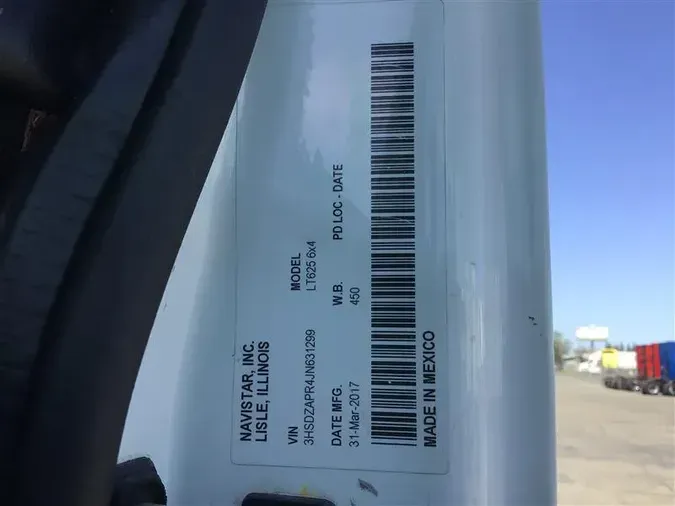 NAVISTAR, INC.
LISLE, ILLINOIS
VIN MODEL
3HSDZAPR4JN631299 LT625 6x4
DATE MFG. W.B. PD LOC - DATE
31-Mar-2017 450
MADE IN MEXICO